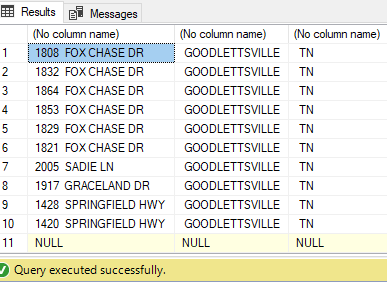 Results Messages
(No column name) (No column name) (No column name)
1 1808 FOX CHASE DR GOODLETTSVILLE TN
2 1832 FOX CHASE DR GOODLETTSVILLE TN
3 1864 FOX CHASE DR GOODLETTSVILLE TN
4 1853 FOX CHASE DR GOODLETTSVILLE TN
5 1829 FOX CHASE DR GOODLETTSVILLE TN
6 1821 FOX CHASE DR GOODLETTSVILLE TN
7 2005 SADIE LN GOODLETTSVILLE TN
8 1917 GRACELAND DR GOODLETTSVILLE TN
9 1428 SPRINGFIELD HWY GOODLETTSVILLE TN
10 1420 SPRINGFIELD HWY GOODLETTSVILLE TN
11 NULL NULL NULL
Query executed successfully.